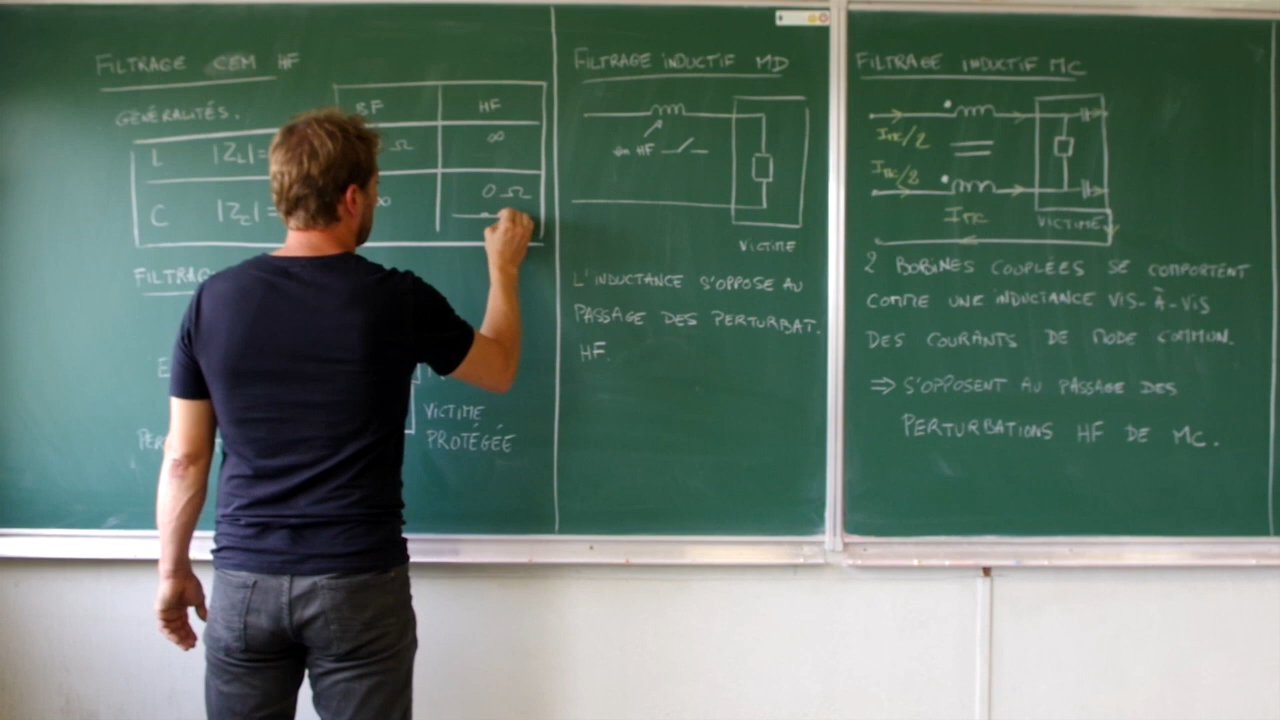 FILTRAGE CEM HF
GÉNÉRALITÉS.
BF HF
L |ZL|= Ω ∞
C |ZC|= ∞ 0 Ω
FILTRAG
VICTIME
PROTÉGÉE
FILTRAGE INDUCTIF MD
HF
VICTIME
L'INDUCTANCE S'OPPOSE AU
PASSAGE DES PERTURBAT.
HF.
FILTRAGE INDUCTIF MC
IMC/2
IMC/2
IMC
VICTIME
2 BOBINES COUPLÉES SE COMPORTENT
COMME UNE INDUCTANCE VIS-À-VIS
DES COURANTS DE MODE COMMUN.
⇒ S'OPPOSENT AU PASSAGE DES
PERTURBATIONS HF DE MC.